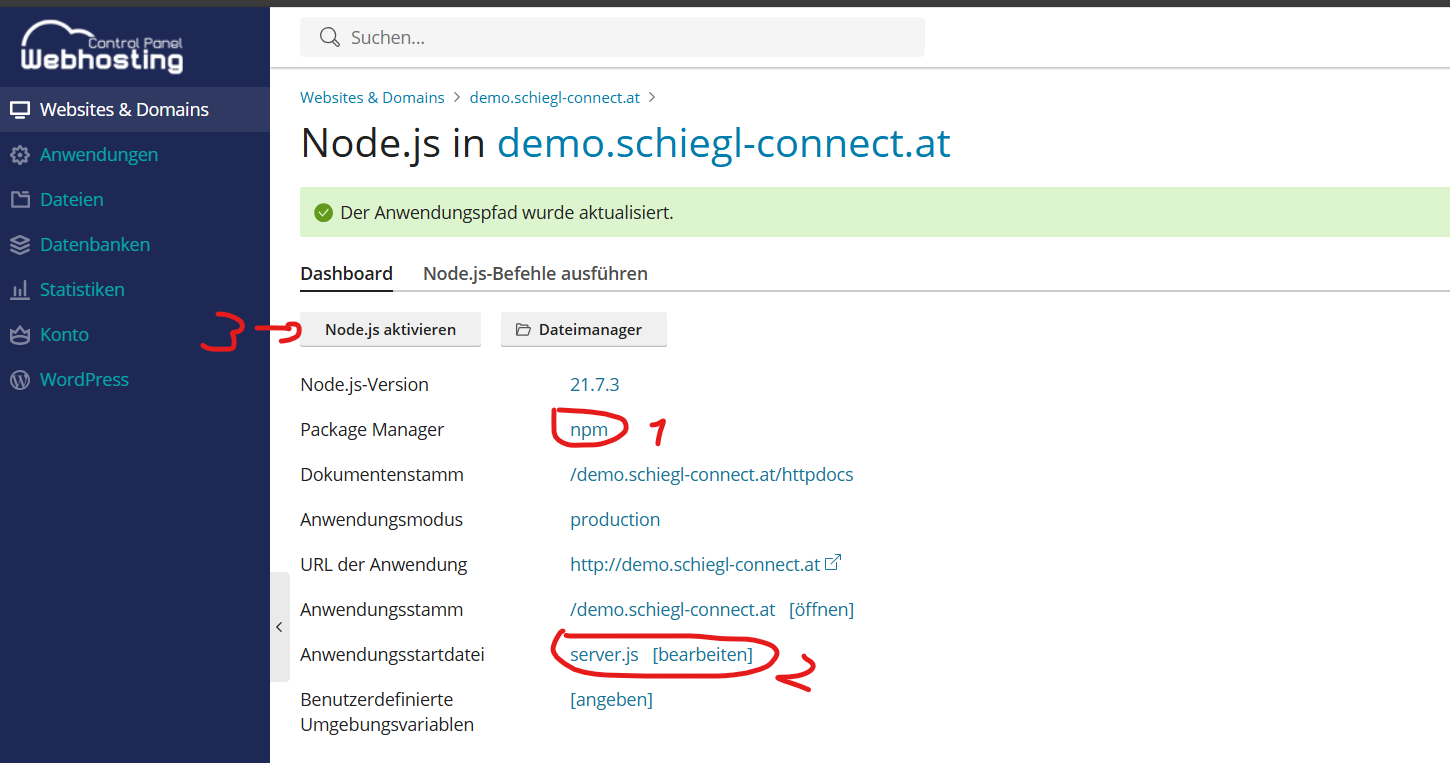 Control Panel
Webhosting
Suchen...
Websites & Domains
Anwendungen
Dateien
Datenbanken
Statistiken
Konto
WordPress
Websites & Domains > demo.schiegl-connect.at >
Node.js in demo.schiegl-connect.at
Der Anwendungspfad wurde aktualisiert.
Dashboard Node.js-Befehle ausführen
3 Node.js aktivieren Dateimanager
Node.js-Version 21.7.3
Package Manager npm 1
Dokumentenstamm /demo.schiegl-connect.at/httpdocs
Anwendungsmodus production
URL der Anwendung http://demo.schiegl-connect.at
Anwendungsstamm /demo.schiegl-connect.at [öffnen]
Anwendungsstartdatei server.js [bearbeiten] 2
Benutzerdefinierte [angeben]
Umgebungsvariablen